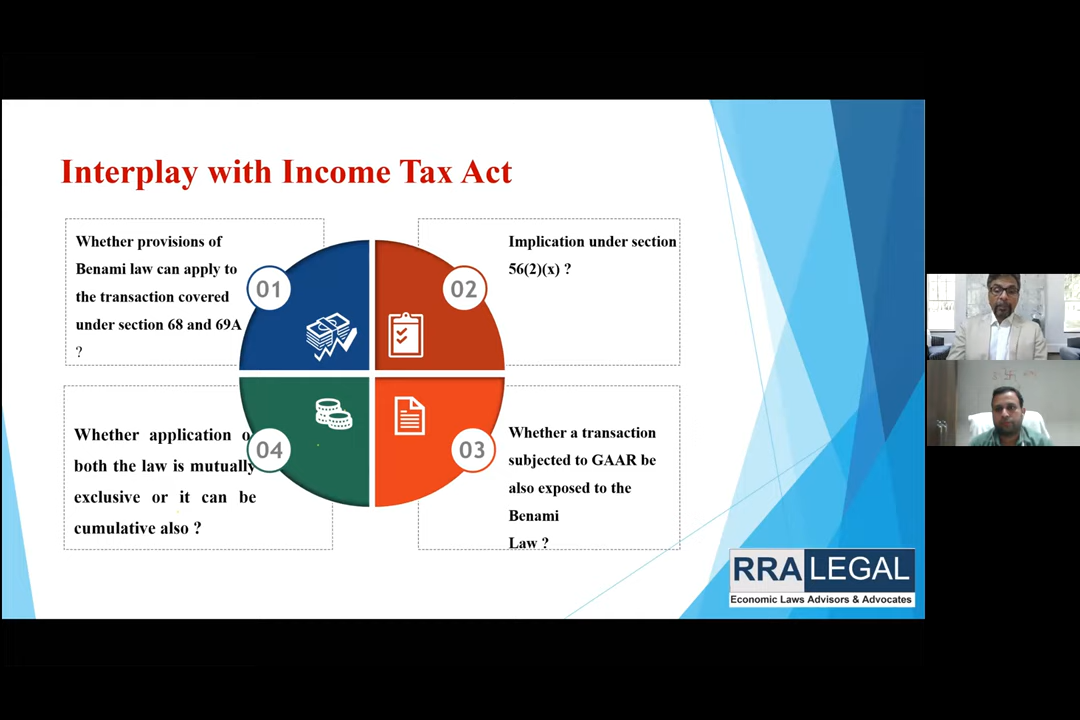 Interplay with Income Tax Act
Whether provisions of
Benami law can apply to
the transaction covered
under section 68 and 69A
?
01
Implication under section
56(2)(x) ?
02
Whether a transaction
subjected to GAAR be
also exposed to the
Benami
Law ?
03
Whether application o
both the law is mutually
exclusive or it can be
cumulative also ?
04
RRA LEGAL
Economic Laws Advisors & Advocates